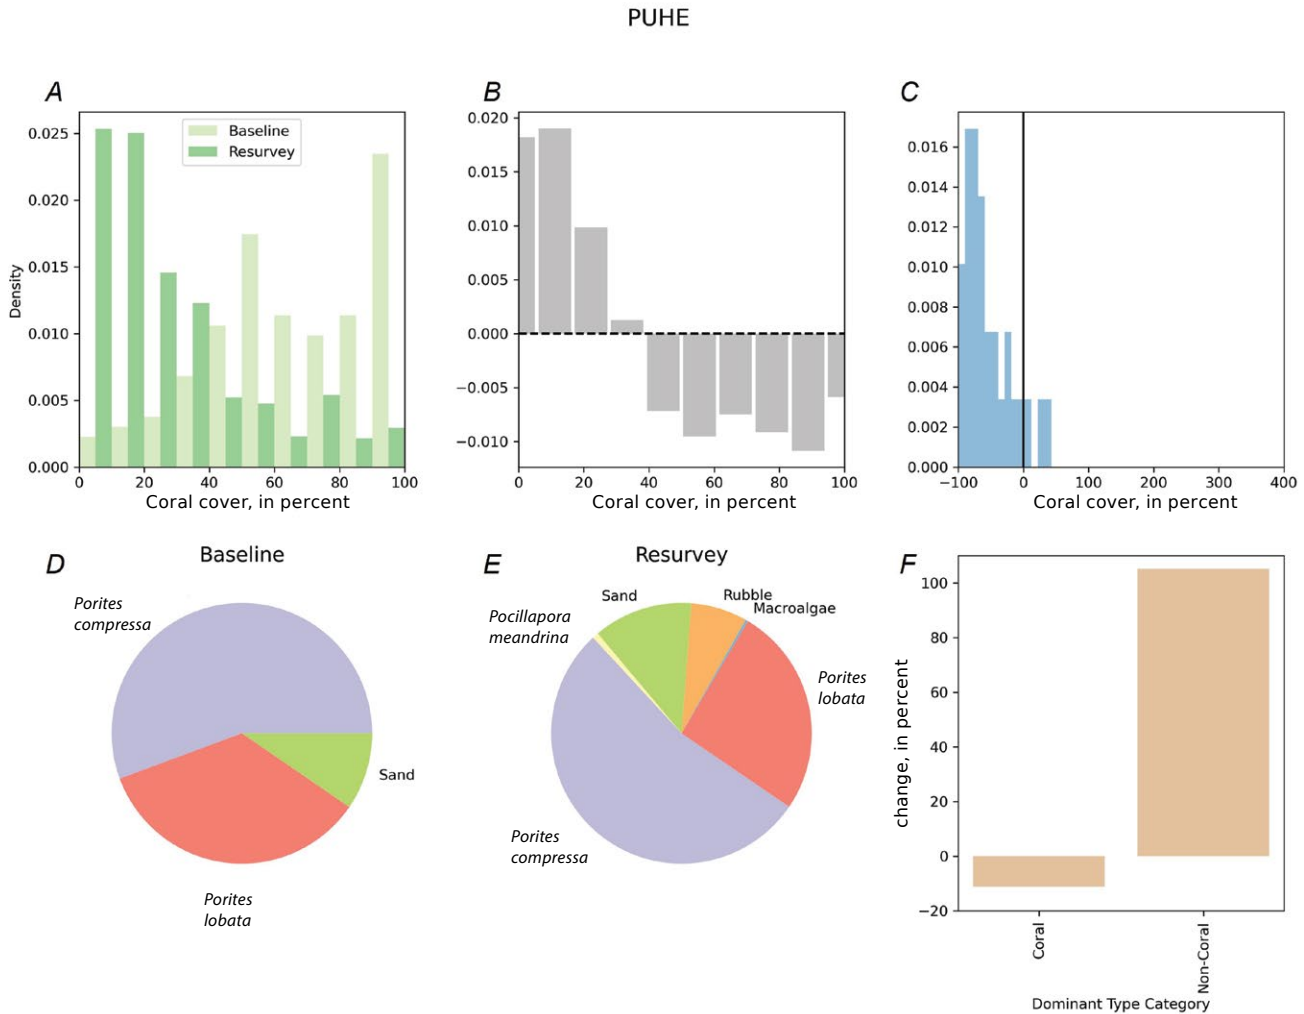 PUHE
A
B
C
Baseline
Resurvey
0.025
0.020
0.015
0.010
0.005
0.000
Density
0
20
40
60
80
100
Coral cover, in percent
0.020
0.015
0.010
0.005
0.000
−0.005
−0.010
0
20
40
60
80
100
Coral cover, in percent
0.016
0.014
0.012
0.010
0.008
0.006
0.004
0.002
0.000
−100
0
100
200
300
400
Coral cover, in percent
D
Baseline
Porites
compressa
Sand
Porites
lobata
E
Resurvey
Sand
Rubble
Macroalgae
Pocillapora
meandrina
Porites
lobata
Porites
compressa
F
100
80
60
40
20
0
−20
change, in percent
Coral
Non-Coral
Dominant Type Category